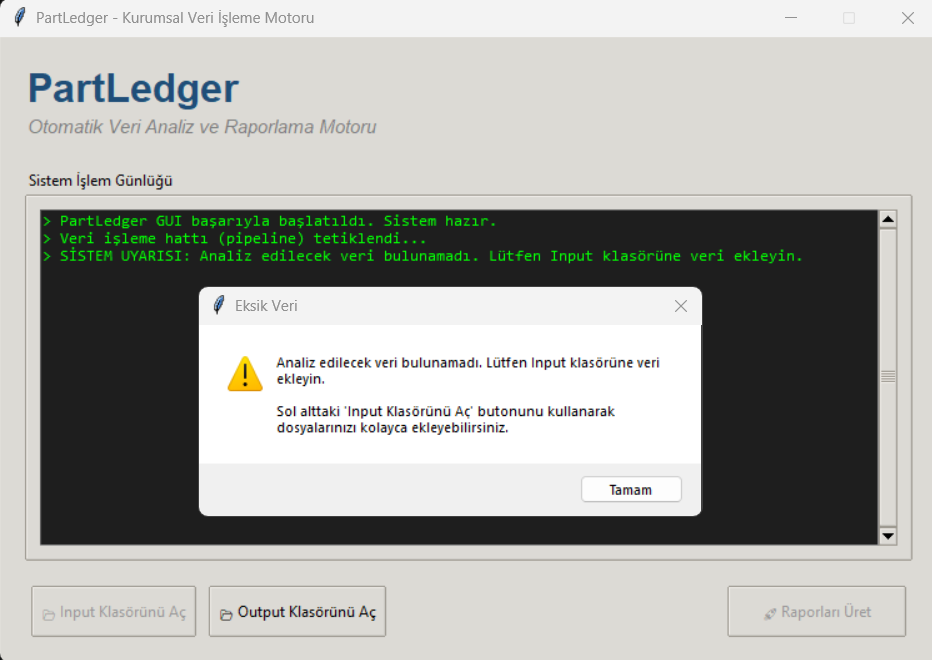 PartLedger - Kurumsal Veri İşleme Motoru
PartLedger
Otomatik Veri Analiz ve Raporlama Motoru
Sistem İşlem Günlüğü
> PartLedger GUI başarıyla başlatıldı. Sistem hazır.
> Veri işleme hattı (pipeline) tetiklendi...
> SİSTEM UYARISI: Analiz edilecek veri bulunamadı. Lütfen Input klasörüne veri ekleyin.
Eksik Veri
Analiz edilecek veri bulunamadı. Lütfen Input klasörüne veri
ekleyin.
Sol alttaki 'Input Klasörünü Aç' butonunu kullanarak
dosyalarınızı kolayca ekleyebilirsiniz.
Tamam
Input Klasörünü Aç
Output Klasörünü Aç
Raporları Üret